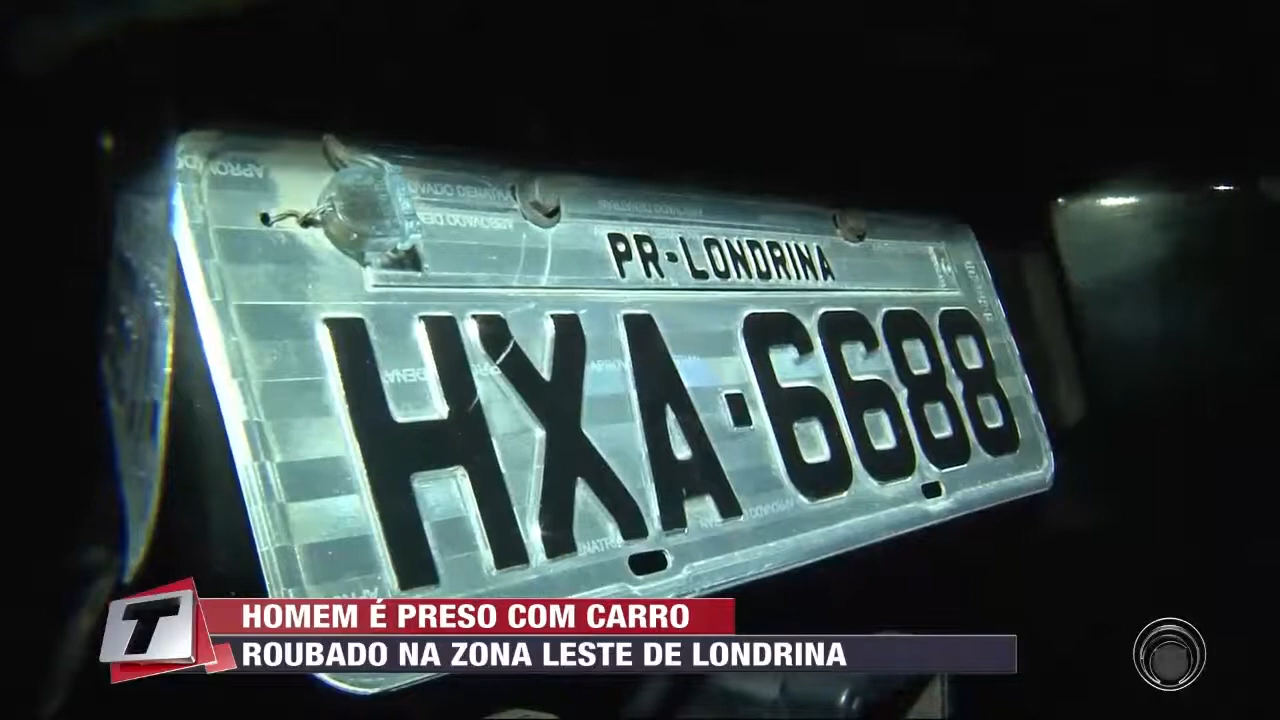 PR-LONDRINA
HXA·6688
T
HOMEM É PRESO COM CARRO
ROUBADO NA ZONA LESTE DE LONDRINA